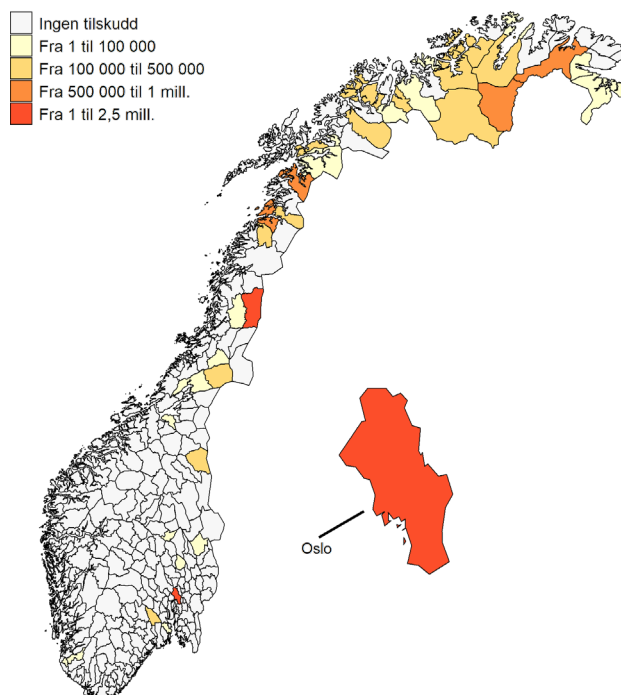 Ingen tilskudd
Fra 1 til 100 000
Fra 100 000 til 500 000
Fra 500 000 til 1 mill.
Fra 1 til 2,5 mill.
Oslo